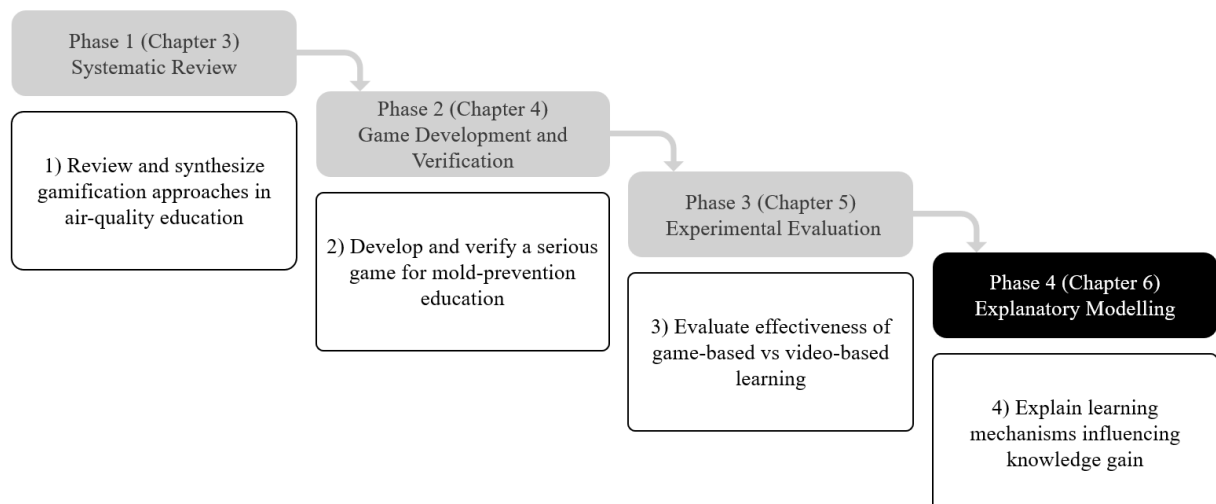 Phase 1 (Chapter 3)
Systematic Review
1) Review and synthesize
gamification approaches in
air-quality education
Phase 2 (Chapter 4)
Game Development and
Verification
2) Develop and verify a serious
game for mold-prevention
education
Phase 3 (Chapter 5)
Experimental Evaluation
3) Evaluate effectiveness of
game-based vs video-based
learning
Phase 4 (Chapter 6)
Explanatory Modelling
4) Explain learning
mechanisms influencing
knowledge gain